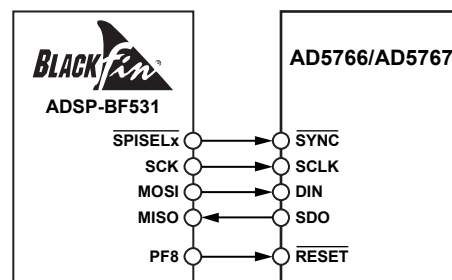 BLACKfin®
ADSP-BF531
AD5766/AD5767
SPISELx
SYNC
SCK
SCLK
MOSI
DIN
MISO
SDO
PF8
RESET